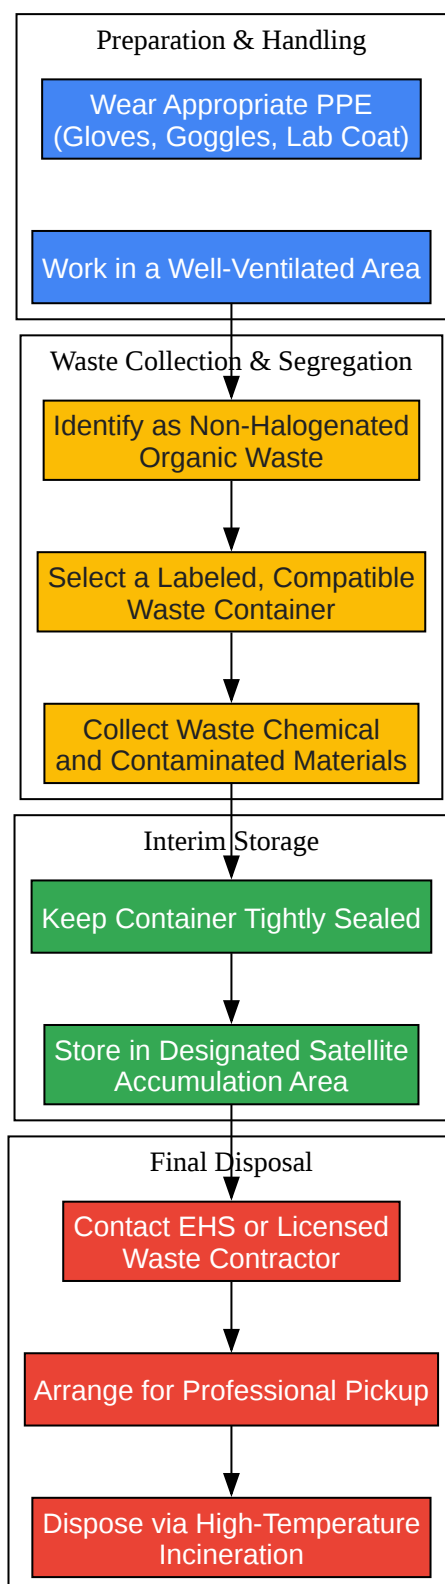 Preparation & Handling
Wear Appropriate PPE
(Gloves, Goggles, Lab Coat)
Work in a Well-Ventilated Area
Waste Collection & Segregation
Identify as Non-Halogenated
Organic Waste
Select a Labeled, Compatible
Waste Container
Collect Waste Chemical
and Contaminated Materials
Interim Storage
Keep Container Tightly Sealed
Store in Designated Satellite
Accumulation Area
Final Disposal
Contact EHS or Licensed
Waste Contractor
Arrange for Professional Pickup
Dispose via High-Temperature
Incineration